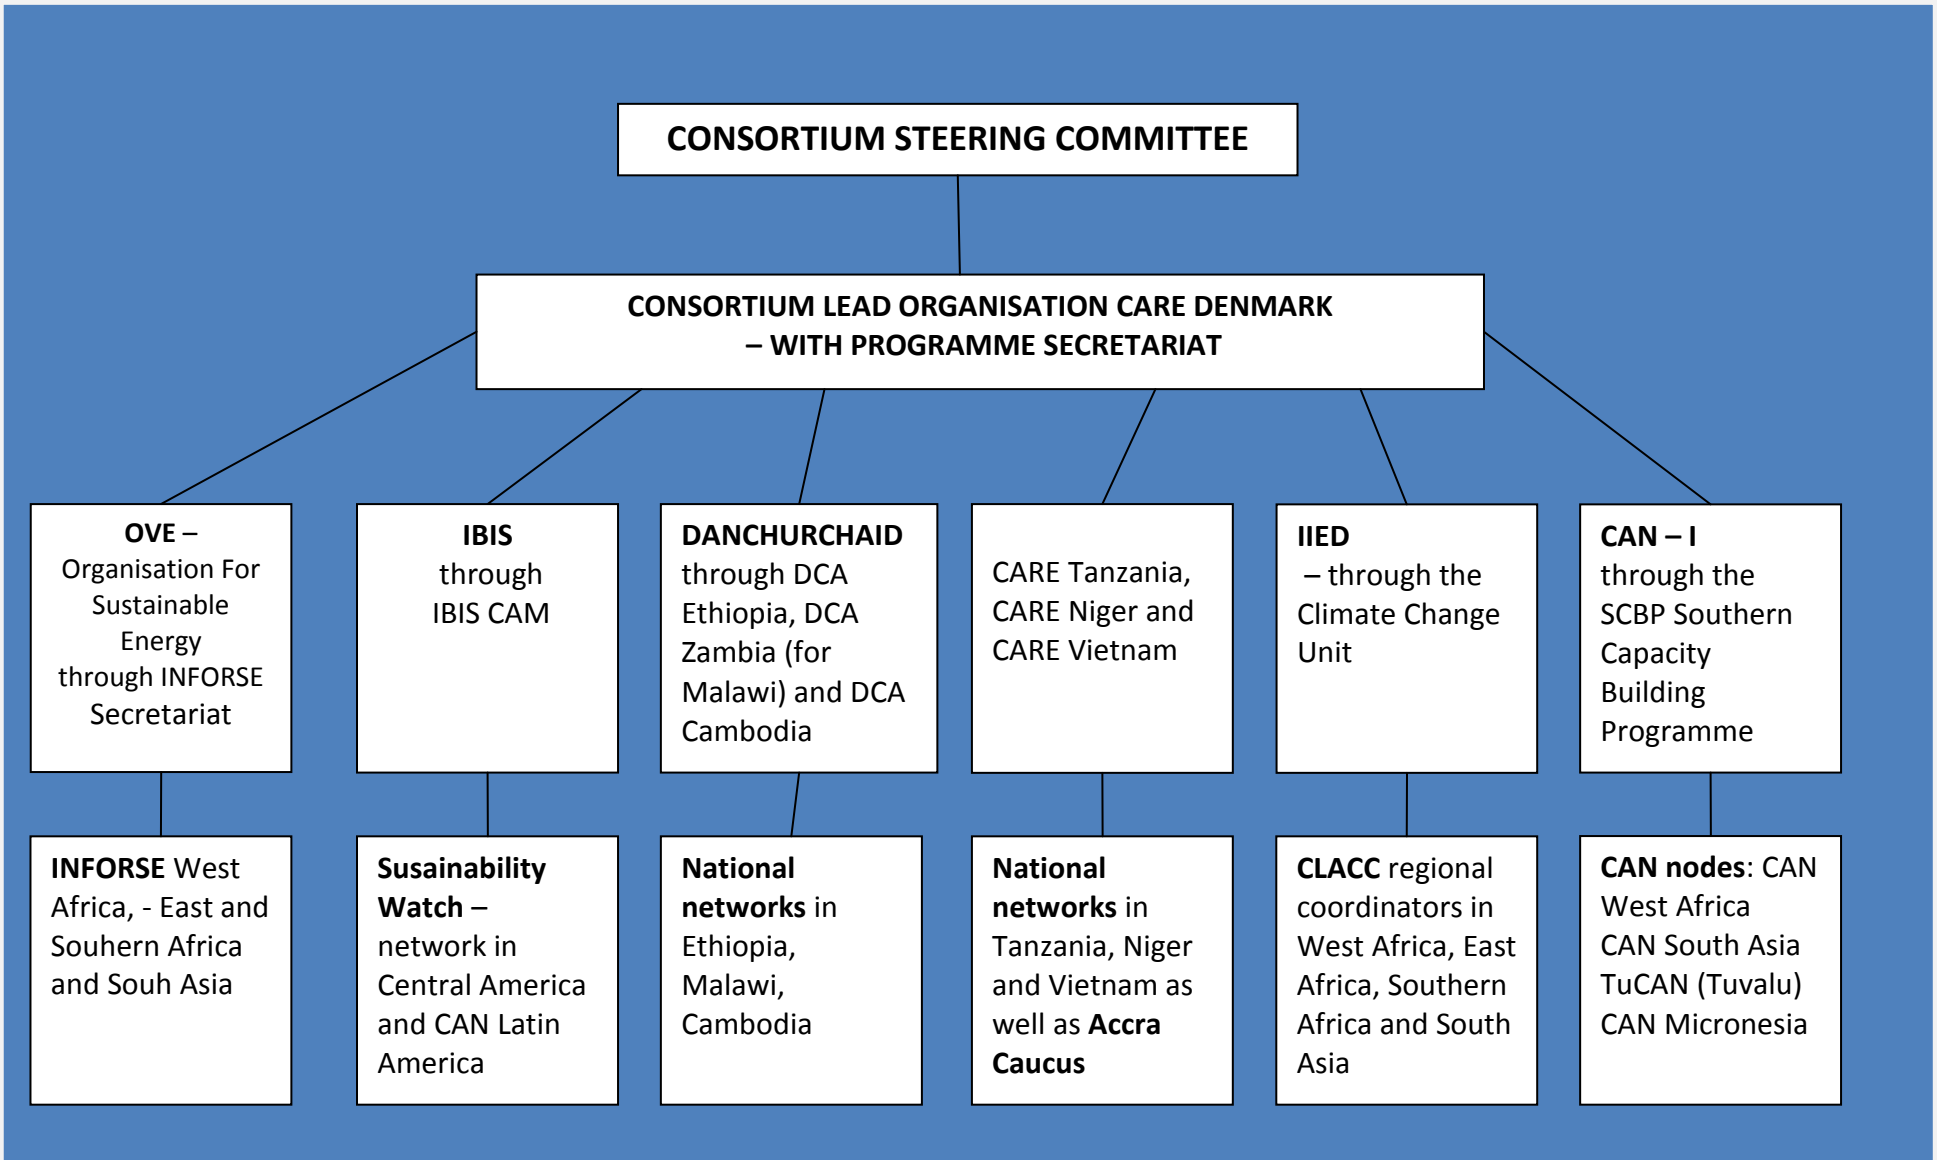 CONSORTIUM STEERING COMMITTEE
CONSORTIUM LEAD ORGANISATION CARE DENMARK
– WITH PROGRAMME SECRETARIAT
OVE –
Organisation For
Sustainable
Energy
through INFORSE
Secretariat
IBIS
through
IBIS CAM
DANCHURCHAID
through DCA
Ethiopia, DCA
Zambia (for
Malawi) and DCA
Cambodia
CARE Tanzania,
CARE Niger and
CARE Vietnam
IIED
– through the
Climate Change
Unit
CAN – I
through the
SCBP Southern
Capacity
Building
Programme
INFORSE West
Africa, - East and
Souhern Africa
and Souh Asia
Susainability
Watch –
network in
Central America
and CAN Latin
America
National
networks in
Ethiopia,
Malawi,
Cambodia
National
networks in
Tanzania, Niger
and Vietnam as
well as Accra
Caucus
CLACC regional
coordinators in
West Africa, East
Africa, Southern
Africa and South
Asia
CAN nodes: CAN
West Africa
CAN South Asia
TuCAN (Tuvalu)
CAN Micronesia